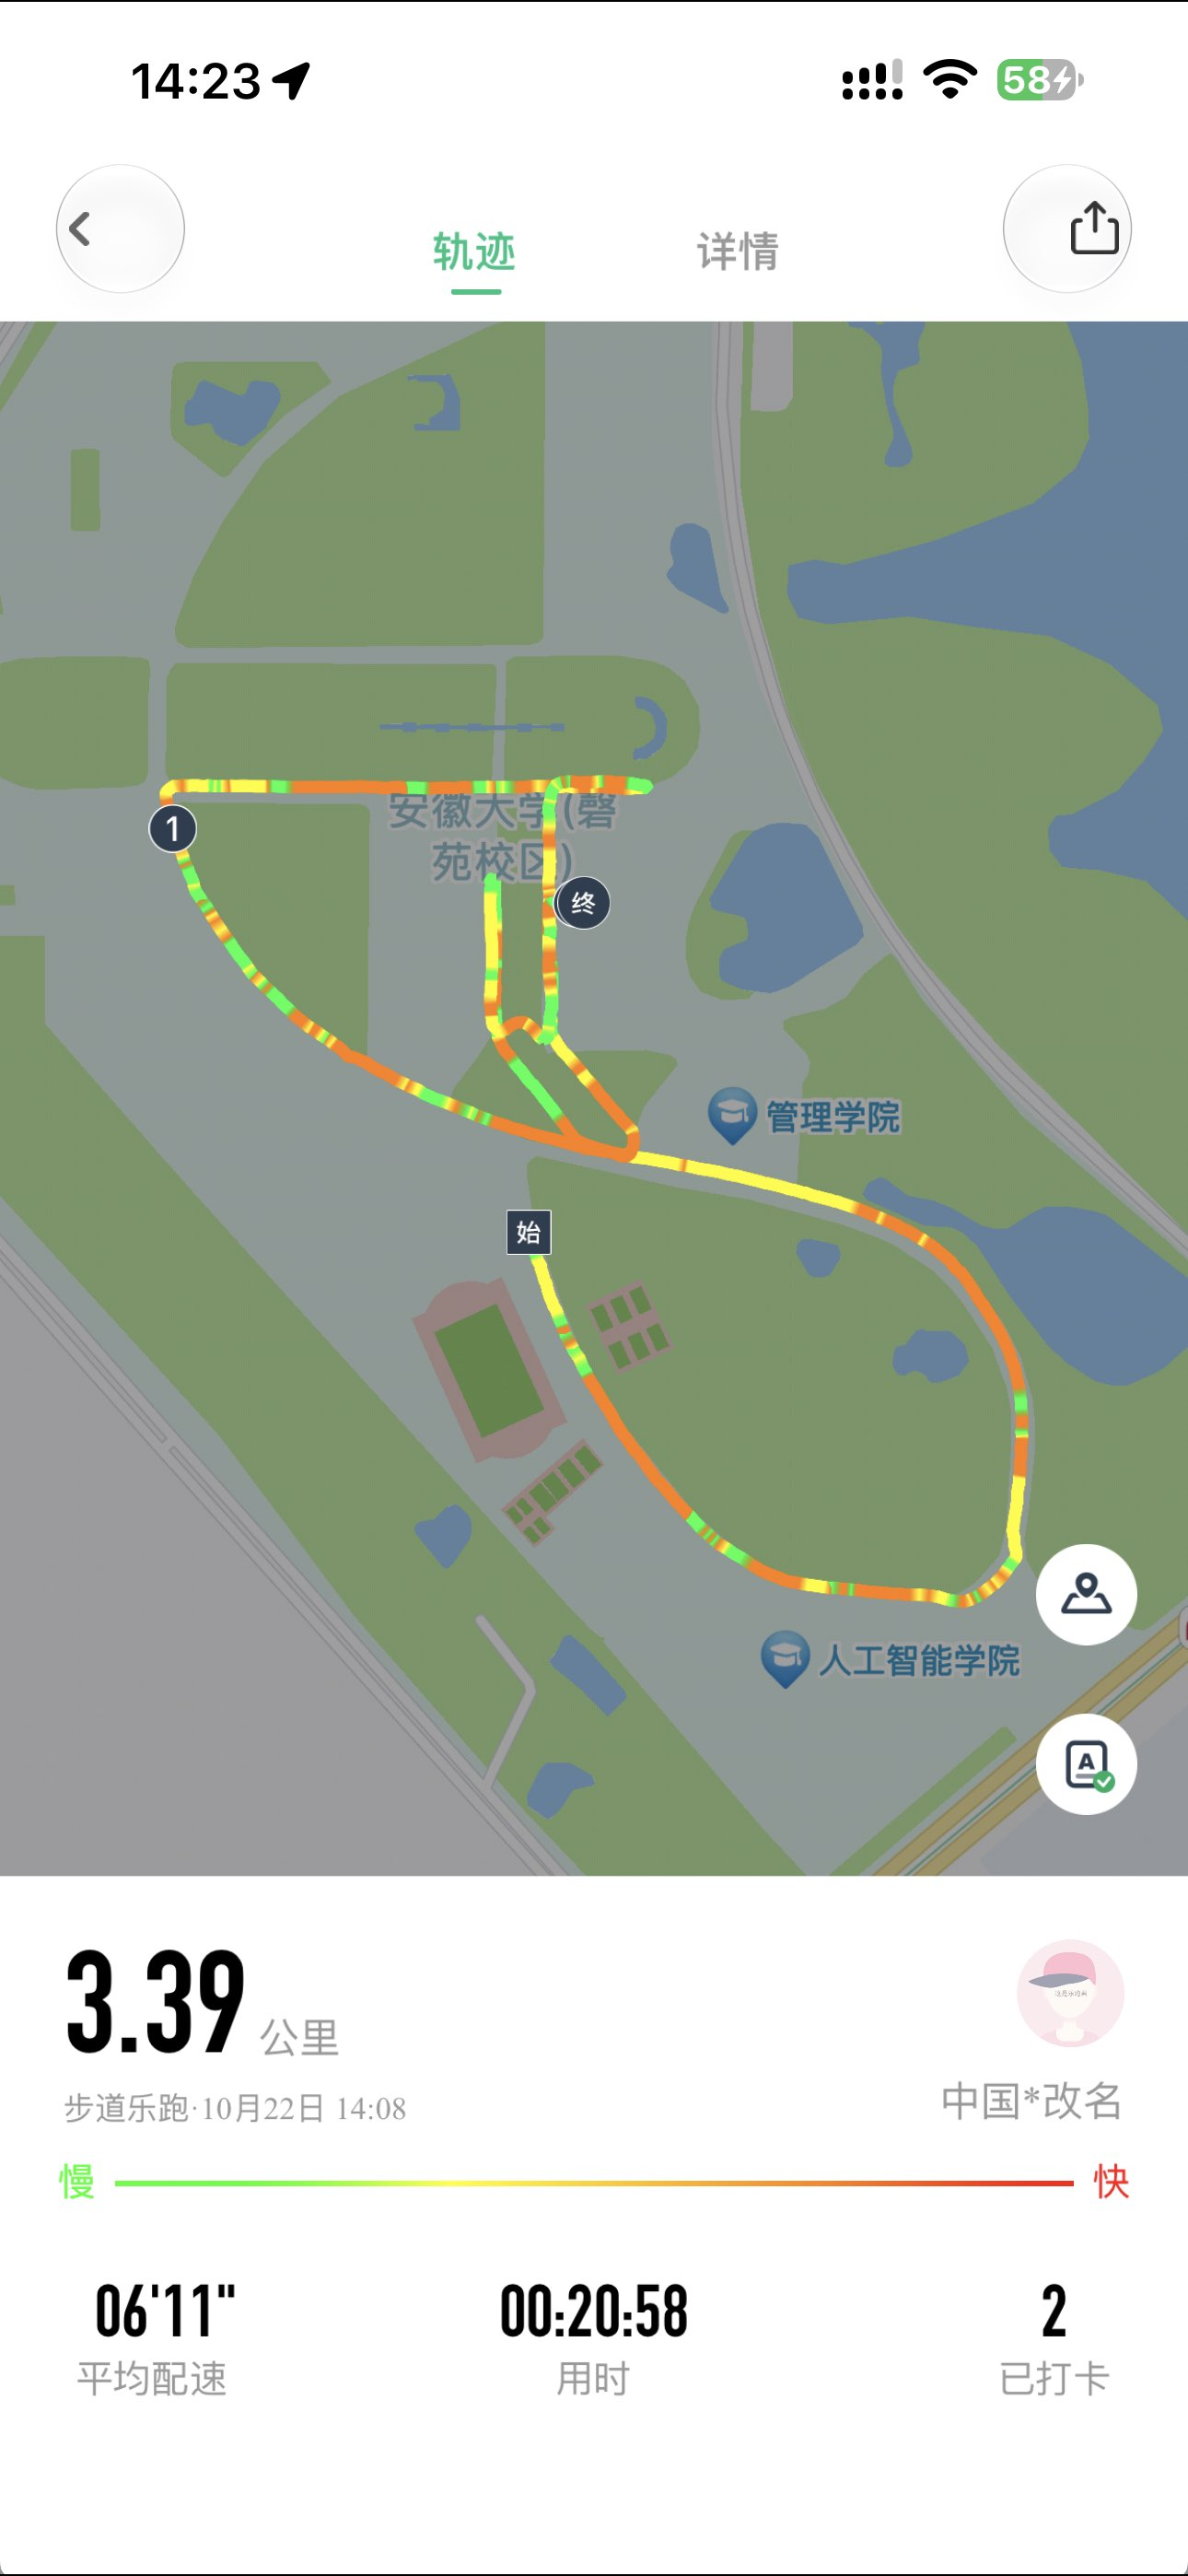 14:23
58
轨迹
详情
安徽大学(磬
苑校区)
1
终
管理学院
始
人工智能学院
A
3.39 公里
步道乐跑·10月22日 14:08
中国*改名
慢
快
06'11"
00:20:58
2
平均配速
用时
已打卡